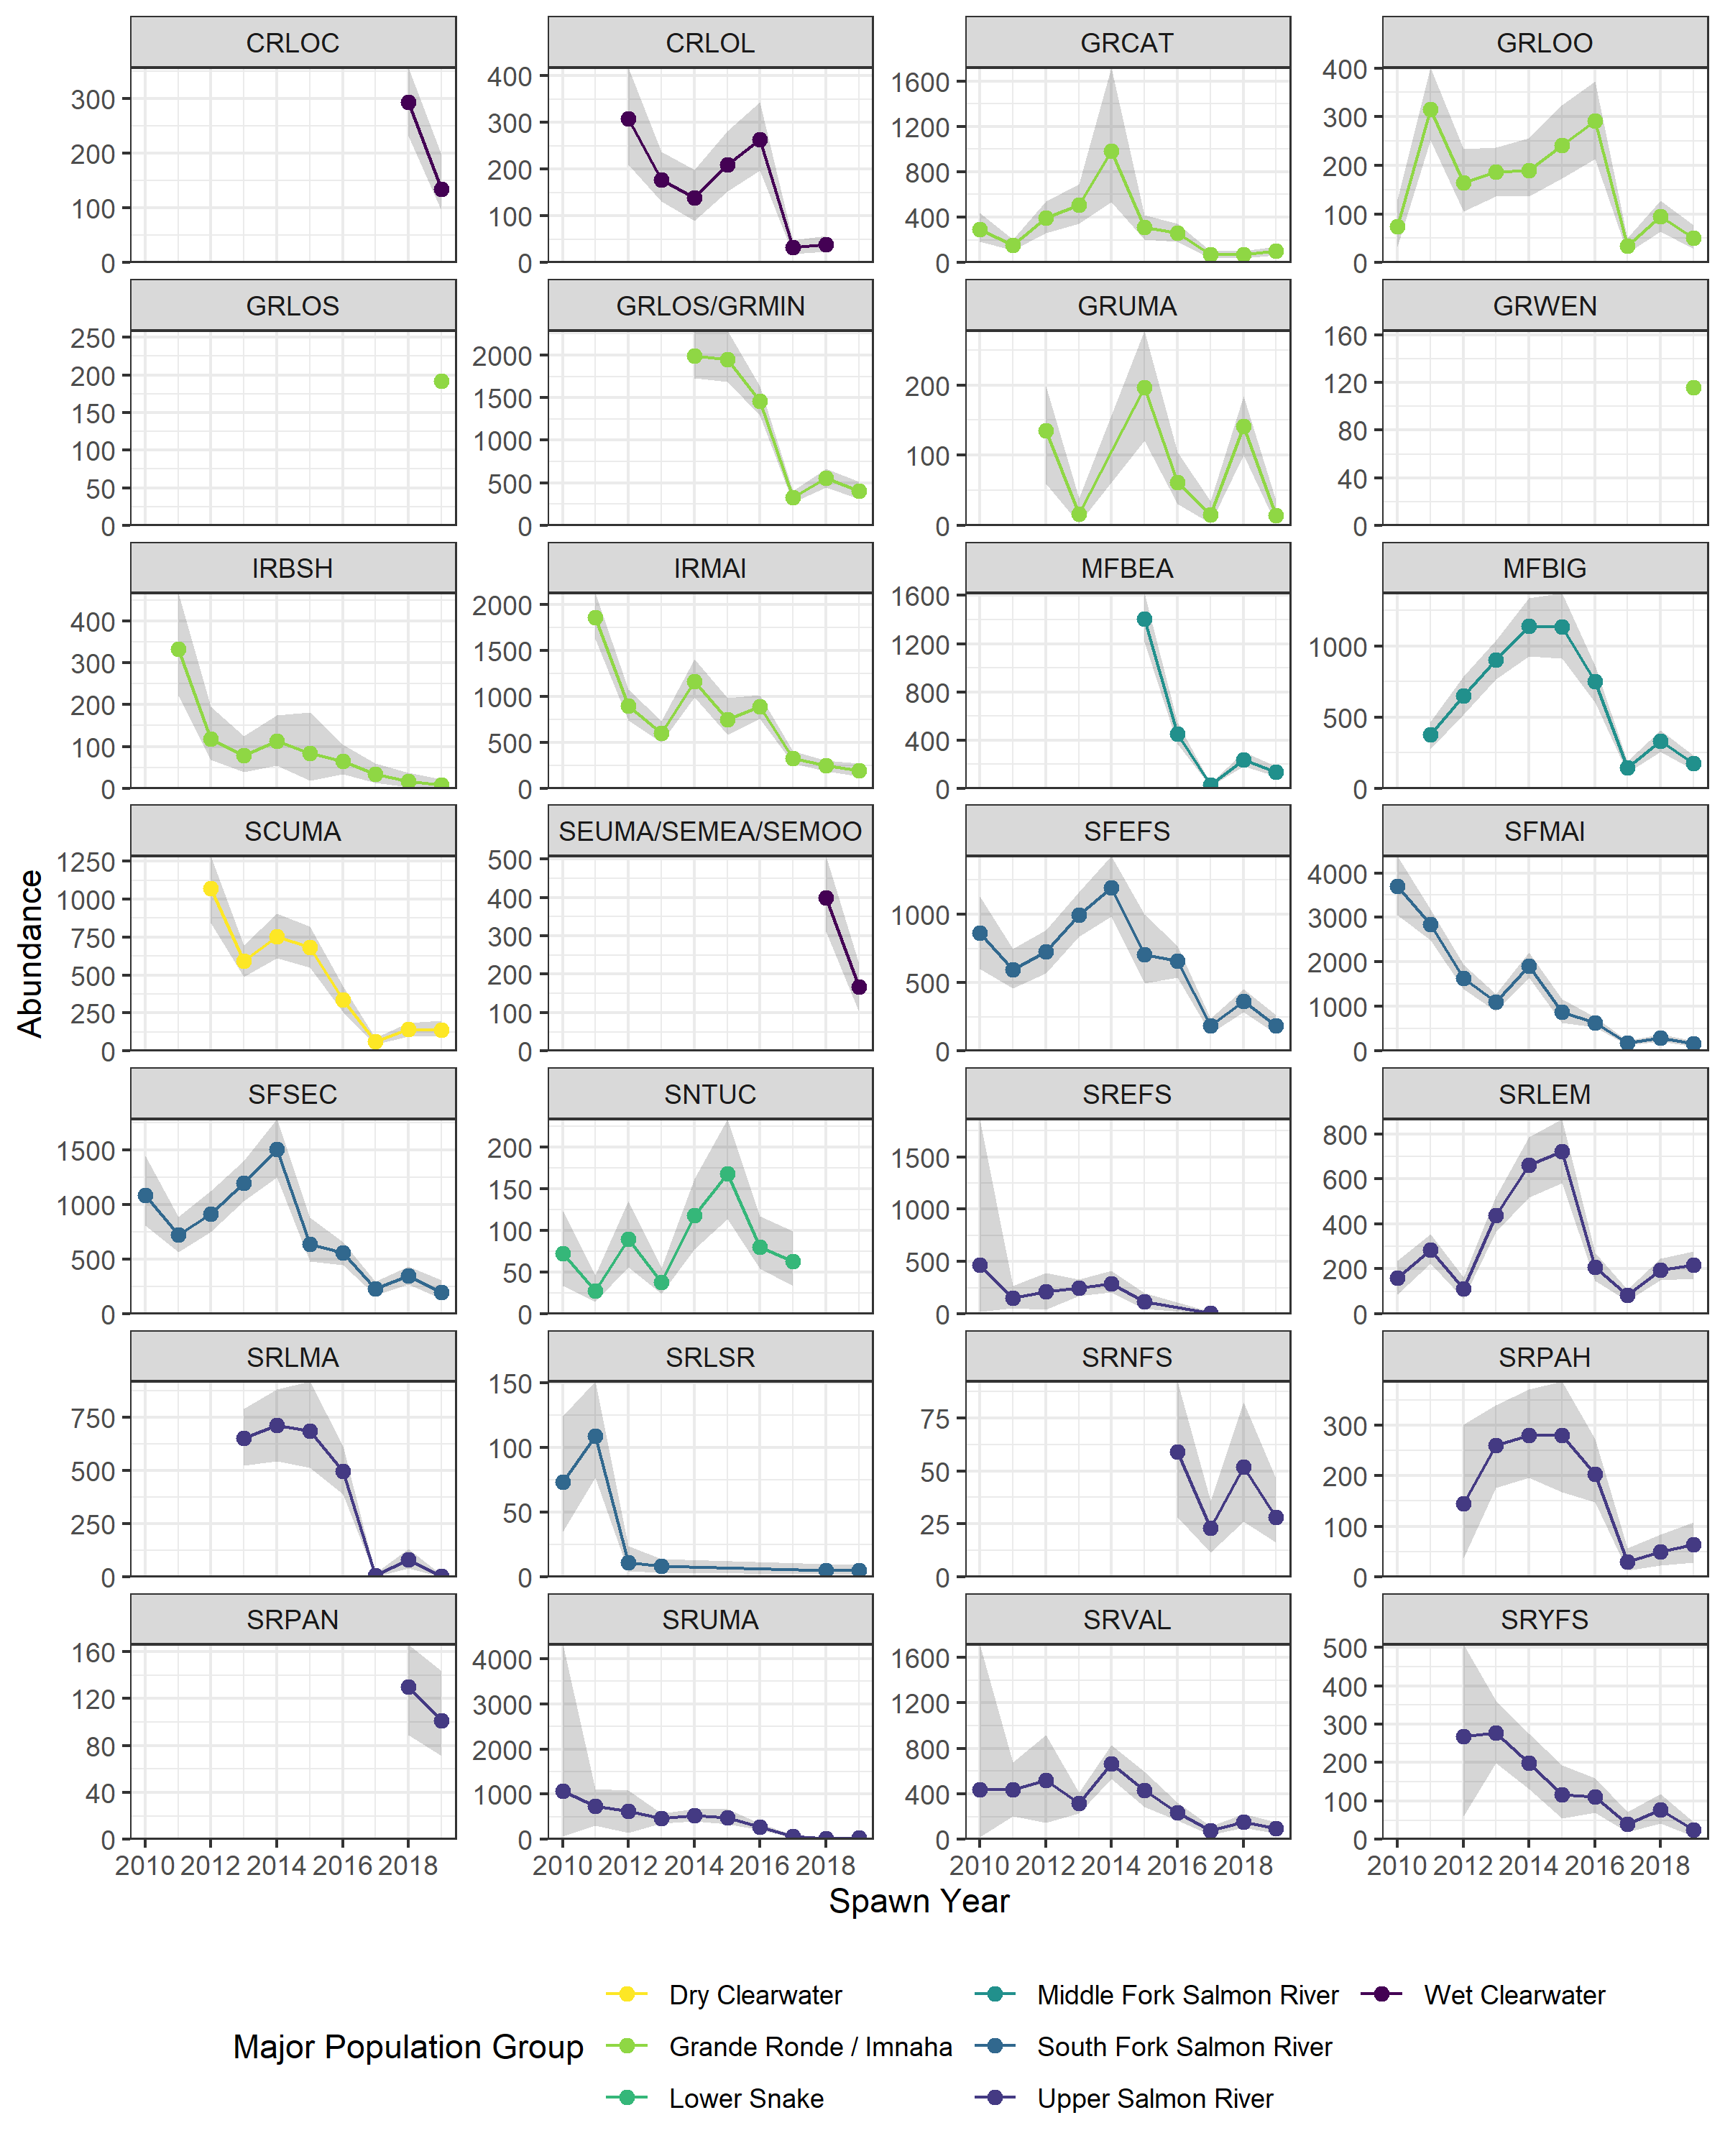 CRLOC CRLOL GRCAT GRLOO
300 200 100 0
400 300 200 100 0
1600 1200 800 400 0
400 300 200 100 0
GRLOS GRLOS/GRMIN GRUMA GRWEN
250 200 150 100 50 0
2000 1500 1000 500 0
200 100 0
160 120 80 40 0
IRBSH IRMAI MFBEA MFBIG
400 300 200 100 0
2000 1500 1000 500 0
1600 1200 800 400 0
1000 500 0
Abundance
SCUMA SEUMA/SEMEA/SEMOO SFEFS SFMAI
1250 1000 750 500 250 0
500 400 300 200 100 0
1000 500 0
4000 3000 2000 1000 0
SFSEC SNTUC SREFS SRLEM
1500 1000 500 0
200 150 100 50 0
1500 1000 500 0
800 600 400 200 0
SRLMA SRLSR SRNFS SRPAH
750 500 250 0
150 100 50 0
75 50 25 0
300 200 100 0
SRPAN SRUMA SRVAL SRYFS
160 120 80 40 0
4000 3000 2000 1000 0
1600 1200 800 400 0
500 400 300 200 100 0
2010 2012 2014 2016 2018 2010 2012 2014 2016 2018 2010 2012 2014 2016 2018 2010 2012 2014 2016 2018
Spawn Year
Major Population Group
Dry Clearwater
Grande Ronde / Imnaha
Lower Snake
Middle Fork Salmon River
South Fork Salmon River
Upper Salmon River
Wet Clearwater